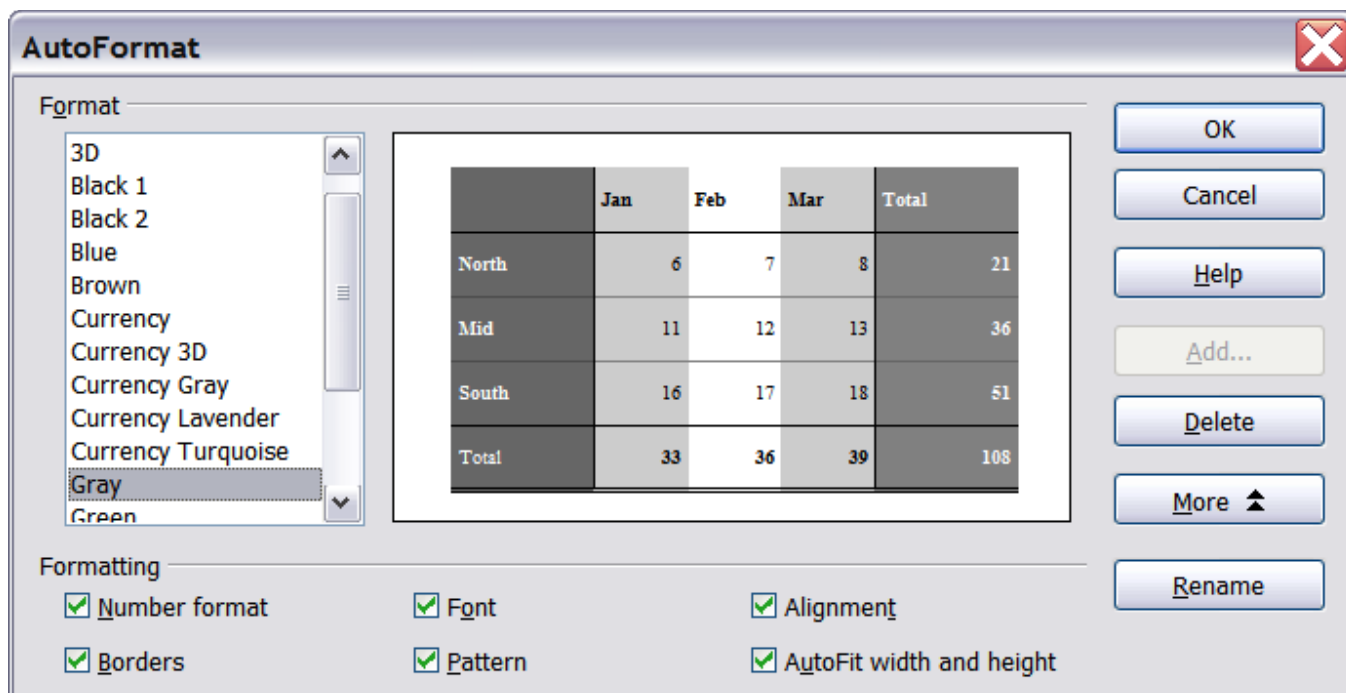 AutoFormat
Format
3D
Black 1
Black 2
Blue
Brown
Currency
Currency 3D
Currency Gray
Currency Lavender
Currency Turquoise
Gray
Green
Jan Feb Mar Total
North 6 7 8 21
Mid 11 12 13 36
South 16 17 18 51
Total 33 36 39 108
OK
Cancel
Help
Add...
Delete
More
Rename
Formatting
Number format Font Alignment
Borders Pattern AutoFit width and height